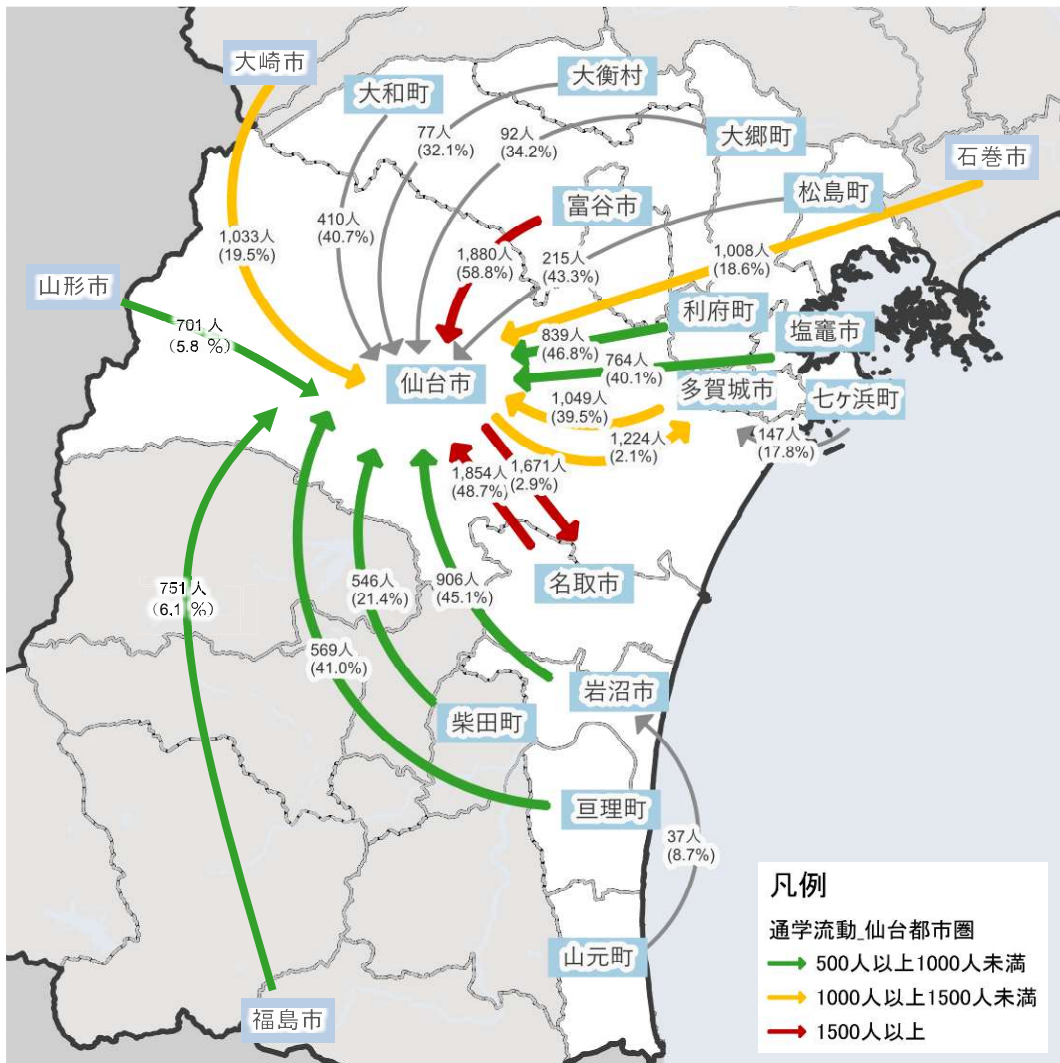 大崎市
大和町
大衡村
大郷町
石巻市
松島町
富谷市
77人
(32.1%)
92人
(34.2%)
410人
(40.7%)
1,033人
(19.5%)
1,880人
(58.8%)
215人
(43.3%)
1,008人
(18.6%)
山形市
701人
(5.8 %)
利府町
塩竈市
839人
(46.8%)
764人
(40.1%)
仙台市
多賀城市
七ヶ浜町
1,049人
(39.5%)
1,224人
(2.1%)
147人
(17.8%)
1,854人
(48.7%)
1,671人
(2.9%)
名取市
751人
(6.1 %)
546人
(21.4%)
906人
(45.1%)
569人
(41.0%)
岩沼市
柴田町
亘理町
37人
(8.7%)
山元町
福島市
凡例
通学流動_仙台都市圏
500人以上1000人未満
1000人以上1500人未満
1500人以上